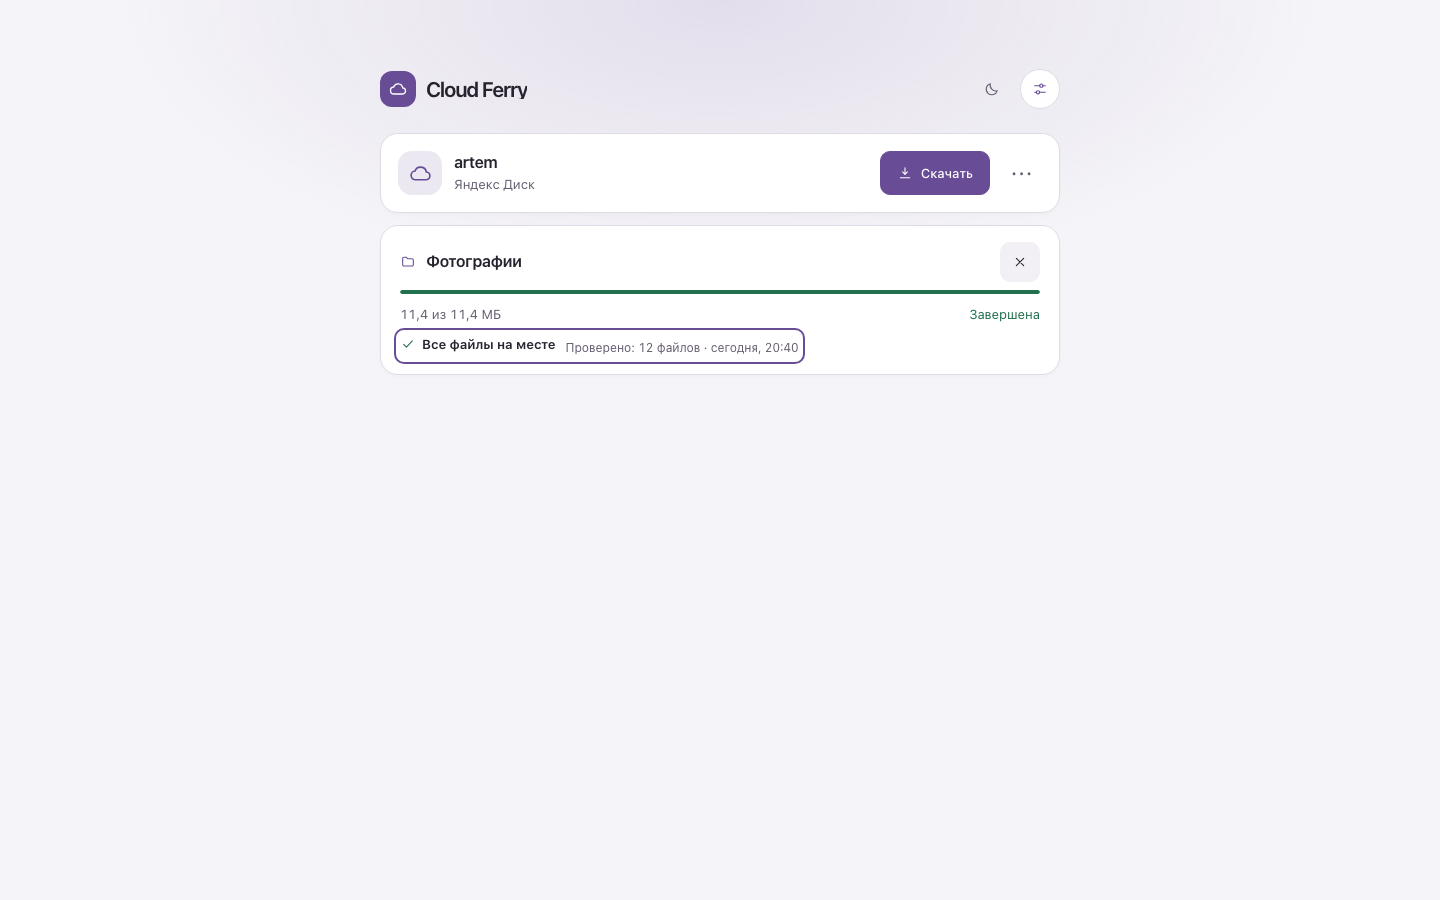 Cloud Ferry
artem
Яндекс Диск
Скачать
Фотографии
11,4 из 11,4 МБ
Завершена
Все файлы на месте Проверено: 12 файлов · сегодня, 20:40